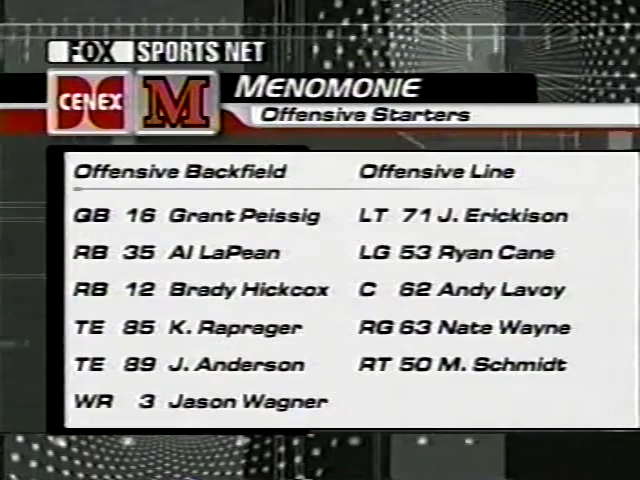 FOX SPORTS NET
CENEX
M
MENOMONIE
Offensive Starters
Offensive Backfield
QB 16 Grant Peissig
RB 35 Al LaPean
RB 12 Brady Hickcox
TE 85 K. Raprager
TE 89 J. Anderson
WR 3 Jason Wagner
Offensive Line
LT 71 J. Erickison
LG 53 Ryan Cane
C 62 Andy Lavoy
RG 63 Nate Wayne
RT 50 M. Schmidt